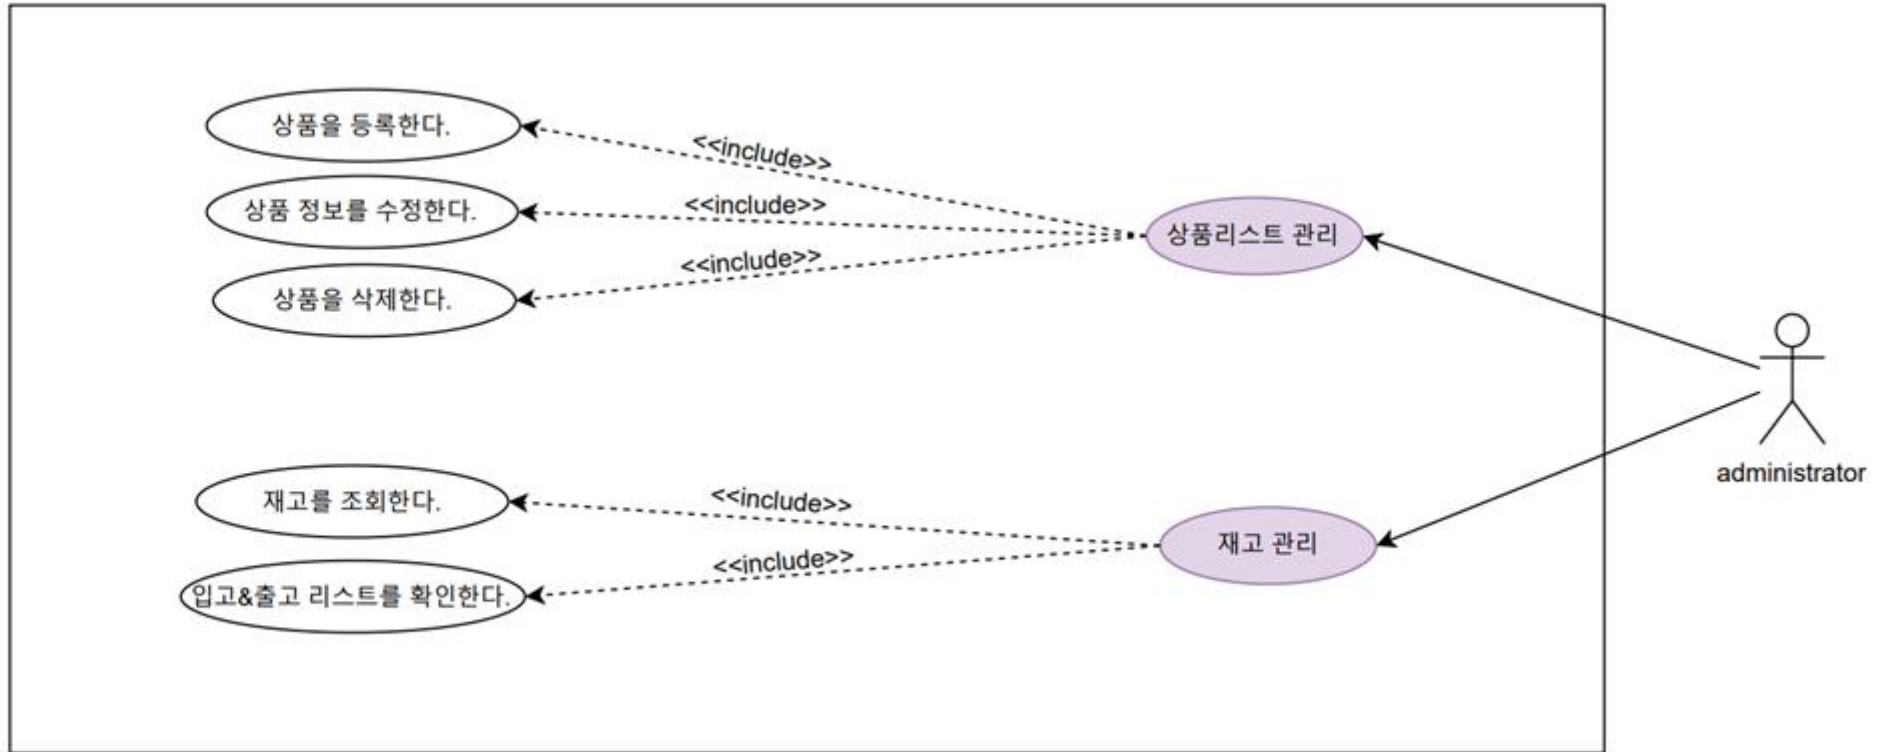 상품을 등록한다.
<<include>>
상품 정보를 수정한다.
<<include>>
상품리스트 관리
상품을 삭제한다.
<<include>>
administrator
재고를 조회한다.
<<include>>
재고 관리
입고&출고 리스트를 확인한다.
<<include>>